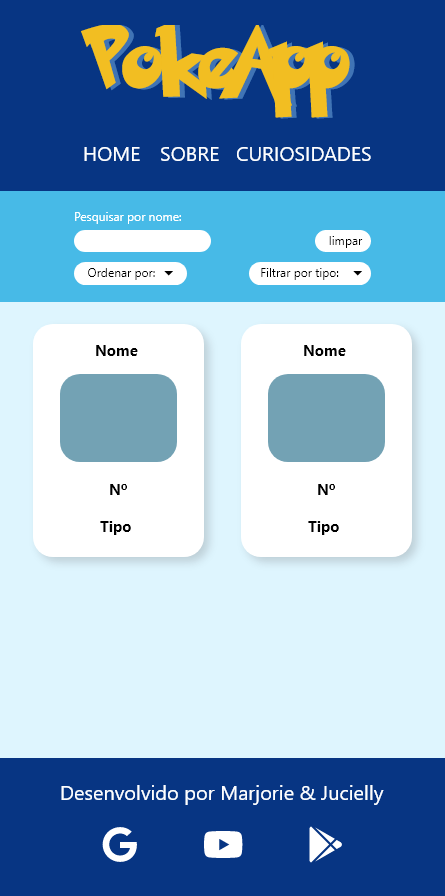 PokeApp
HOME SOBRE CURIOSIDADES
Pesquisar por nome:
limpar
Ordenar por: Filtrar por tipo:
Nome Nome
Nº Nº
Tipo Tipo
Desenvolvido por Marjorie & Jucielly
G